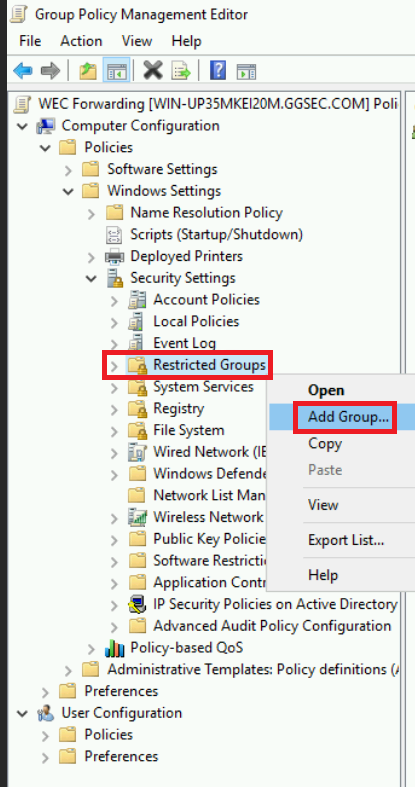 Group Policy Management Editor
File Action View Help
WEC Forwarding [WIN-UP35MKEI20M.GGSEC.COM] Poli
Computer Configuration
Policies
Software Settings
Windows Settings
Name Resolution Policy
Scripts (Startup/Shutdown)
Deployed Printers
Security Settings
Account Policies
Local Policies
Event Log
Restricted Groups
System Services
Registry
File System
Wired Network (IE
Windows Defende
Network List Man
Wireless Network
Public Key Policie
Software Restricti
Application Contr
IP Security Policies on Active Directory
Advanced Audit Policy Configuration
Policy-based QoS
Administrative Templates: Policy definitions (A
Preferences
User Configuration
Policies
Preferences
Open
Add Group...
Copy
Paste
View
Export List...
Help